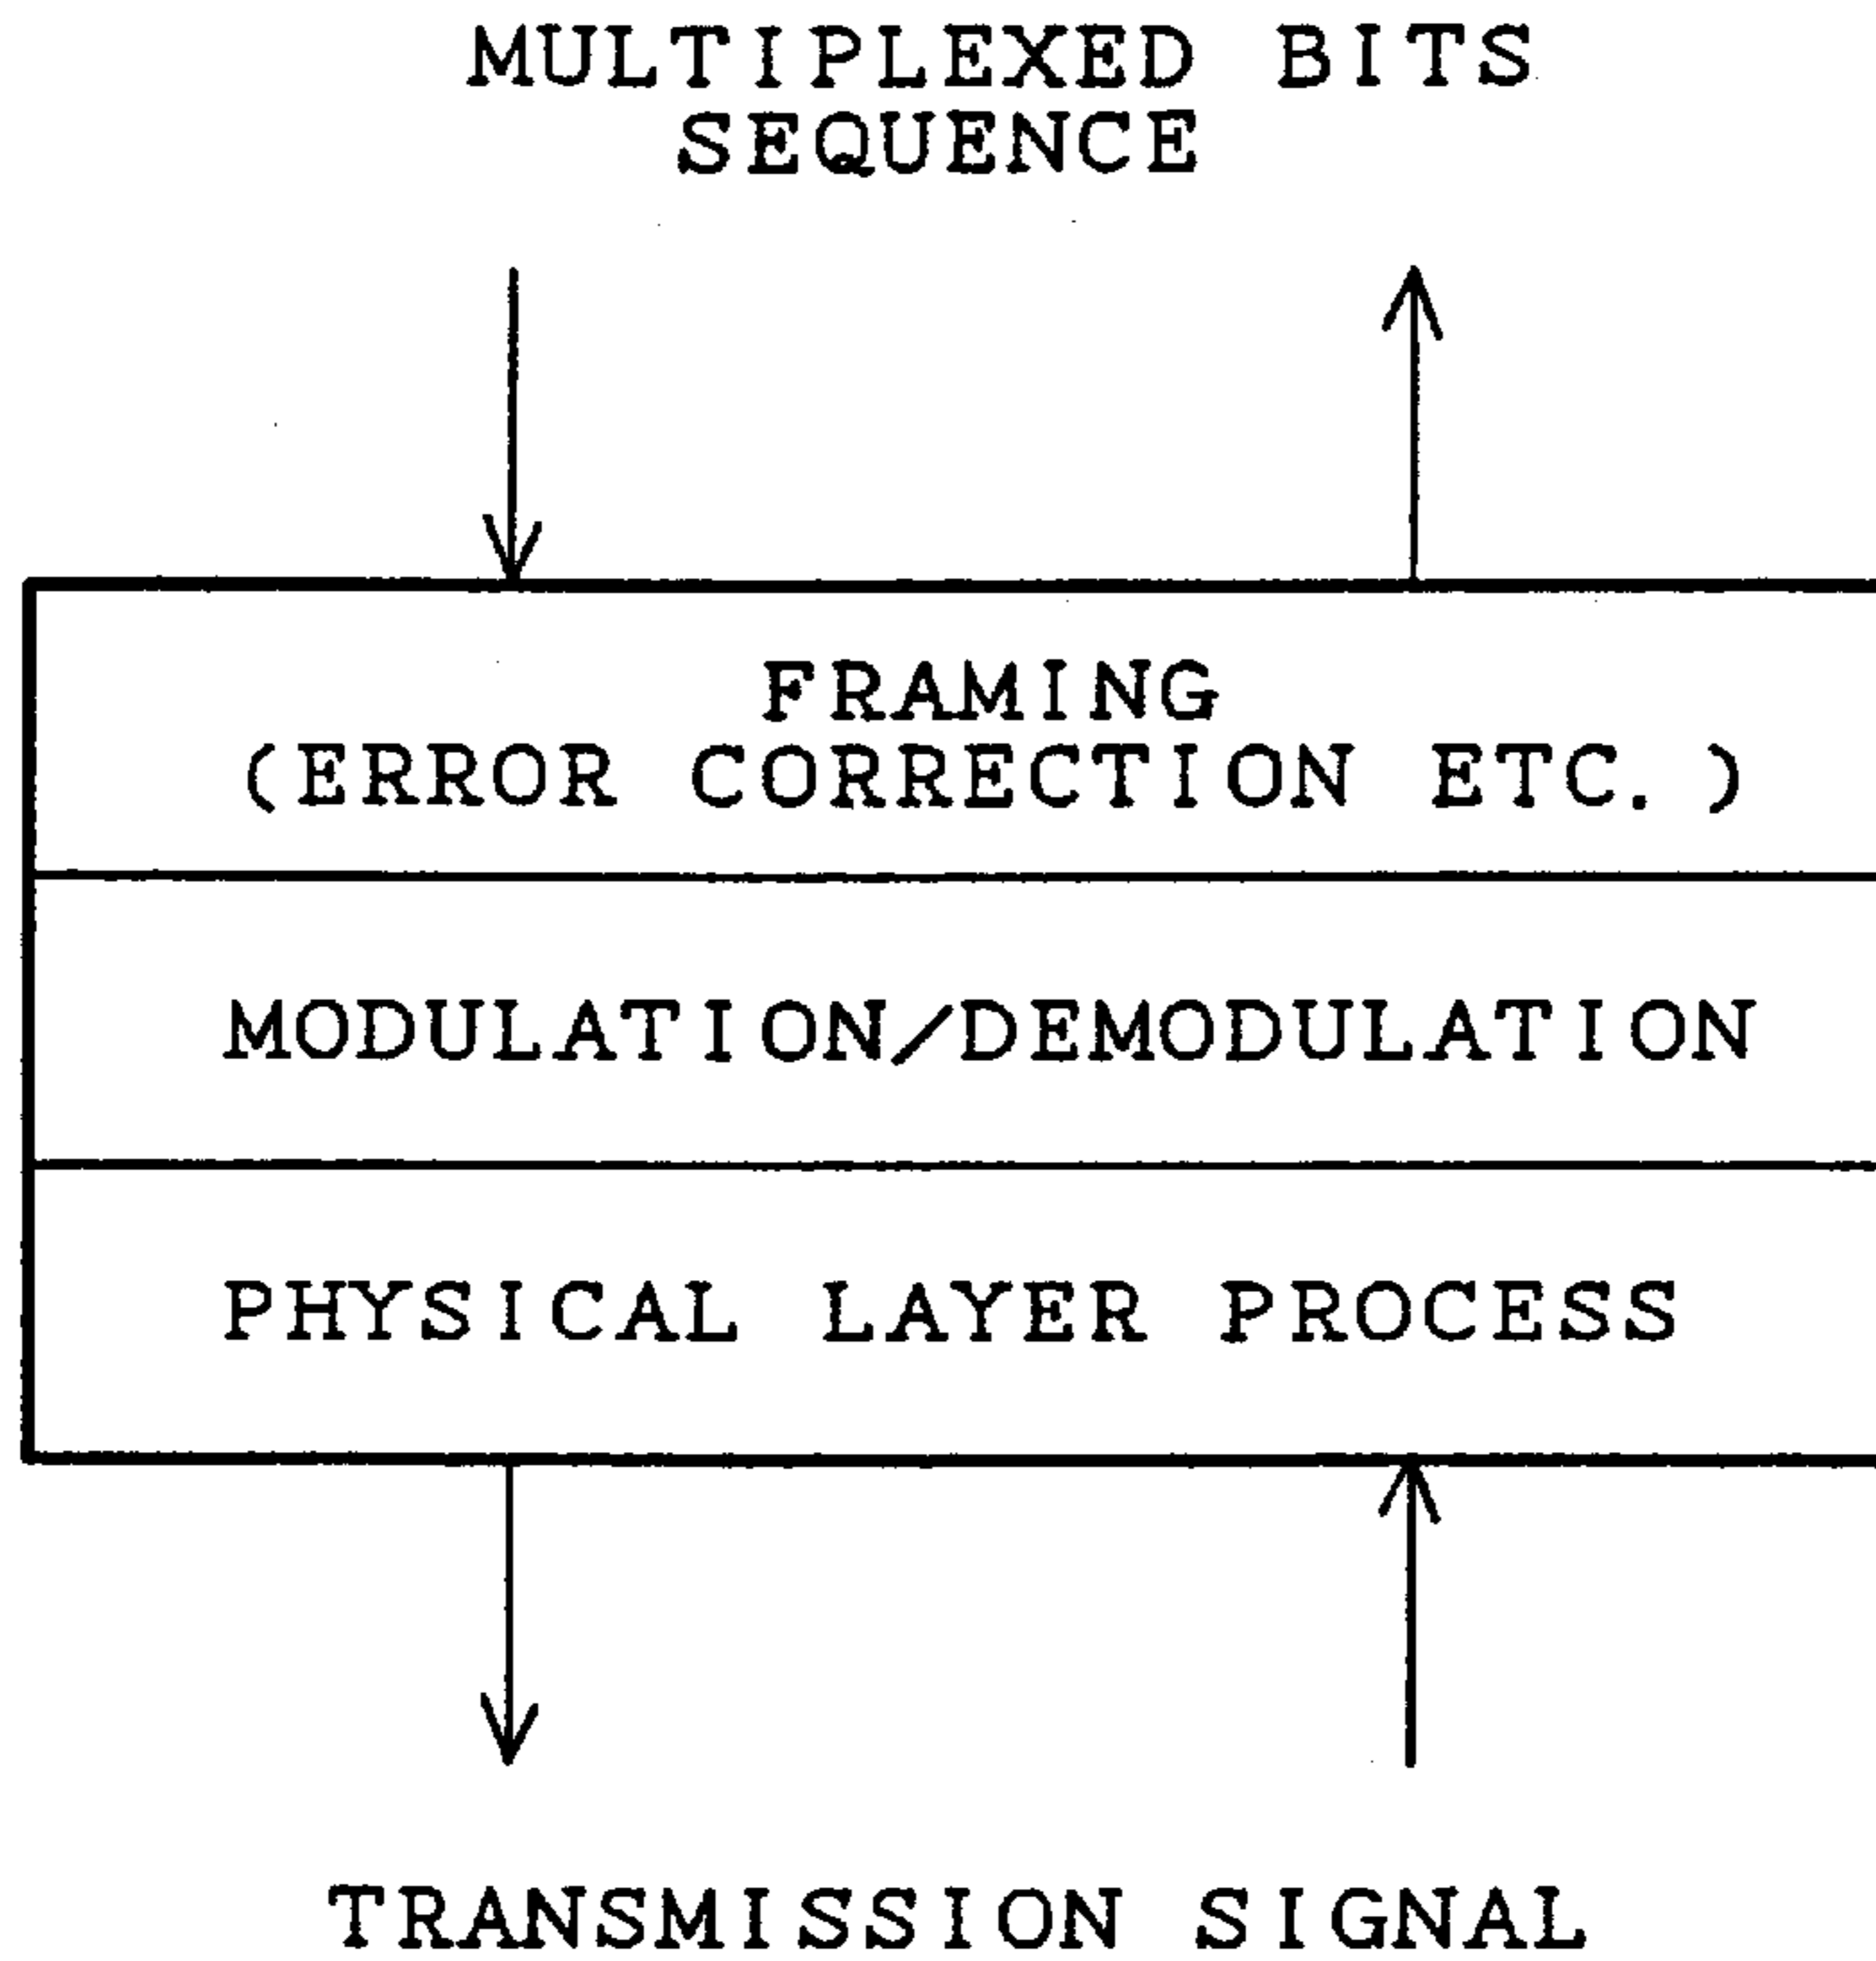 MULTIPLEXED BITS
SEQUENCE
FRAMING
(ERROR CORRECTION ETC. )
MODULATION/DEMODULATION
PHYSICAL LAYER PROCESS
TRANSMISSION SIGNAL